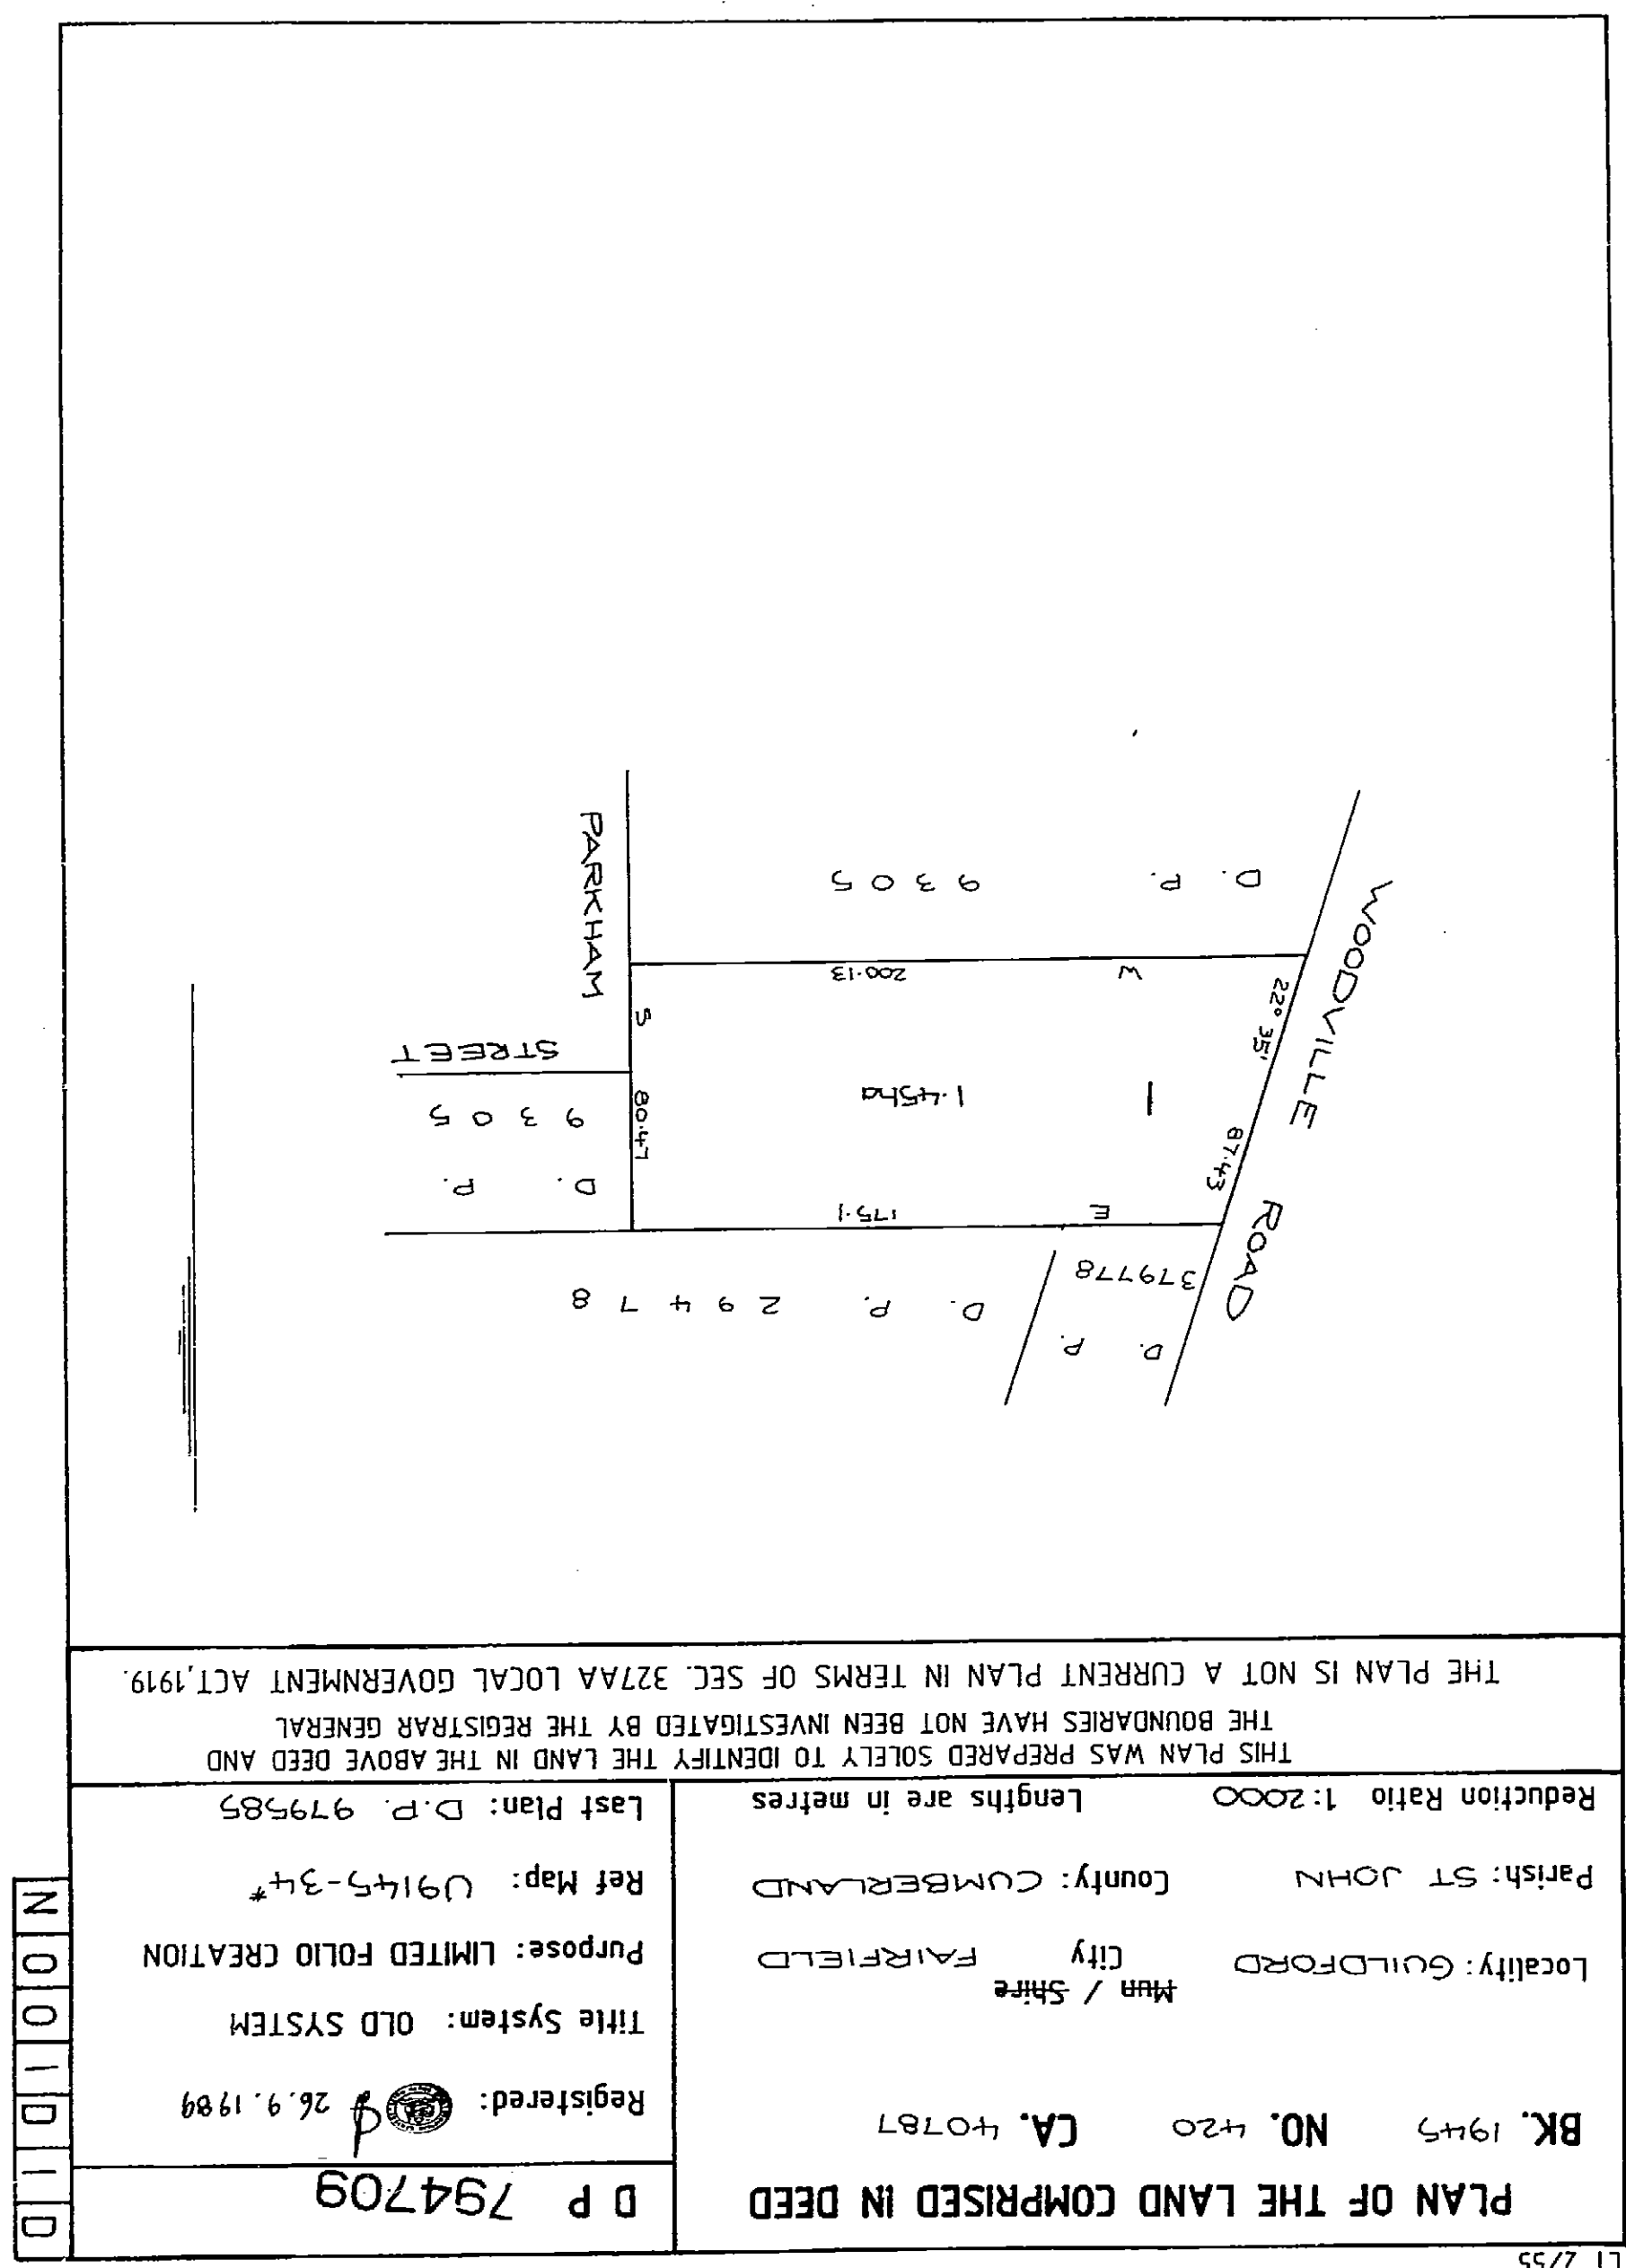 LT 2/55
PLAN OF THE LAND COMPRISED IN DEED
BK. 1945 NO. 420 CA. 40787
Locality: GUILDFORD Mun / Shire City FAIRFIELD
Parish: ST JOHN County: CUMBERLAND
Reduction Ratio 1:2000 Lengths are in metres
D P 794709
Registered: 26.9.1989
Title System: OLD SYSTEM
Purpose: LIMITED FOLIO CREATION
Ref Map: U9145-34*
Last Plan: D.P. 979585
THIS PLAN WAS PREPARED SOLELY TO IDENTIFY THE LAND IN THE ABOVE DEED AND
THE BOUNDARIES HAVE NOT BEEN INVESTIGATED BY THE REGISTRAR GENERAL
THE PLAN IS NOT A CURRENT PLAN IN TERMS OF SEC. 327AA LOCAL GOVERNMENT ACT,1919.
D. P.
379778
D. P. 29478
WOODVILLE ROAD
E 175.1
87.43
22° 35'
1
1.45ha
80.47
S
D. P.
9305
STREET
PARKHAM
W 200.13
D. P. 9305
DIDI00N